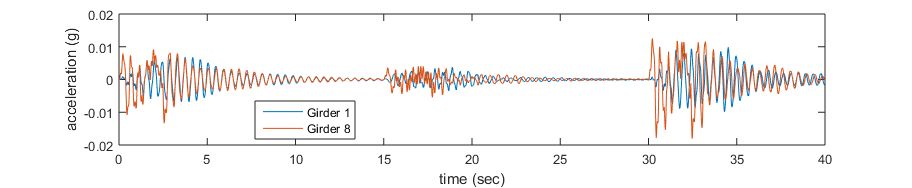 acceleration (g)
0.02
0.01
0
-0.01
-0.02
Girder 1
Girder 8
0 5 10 15 20 25 30 35 40
time (sec)